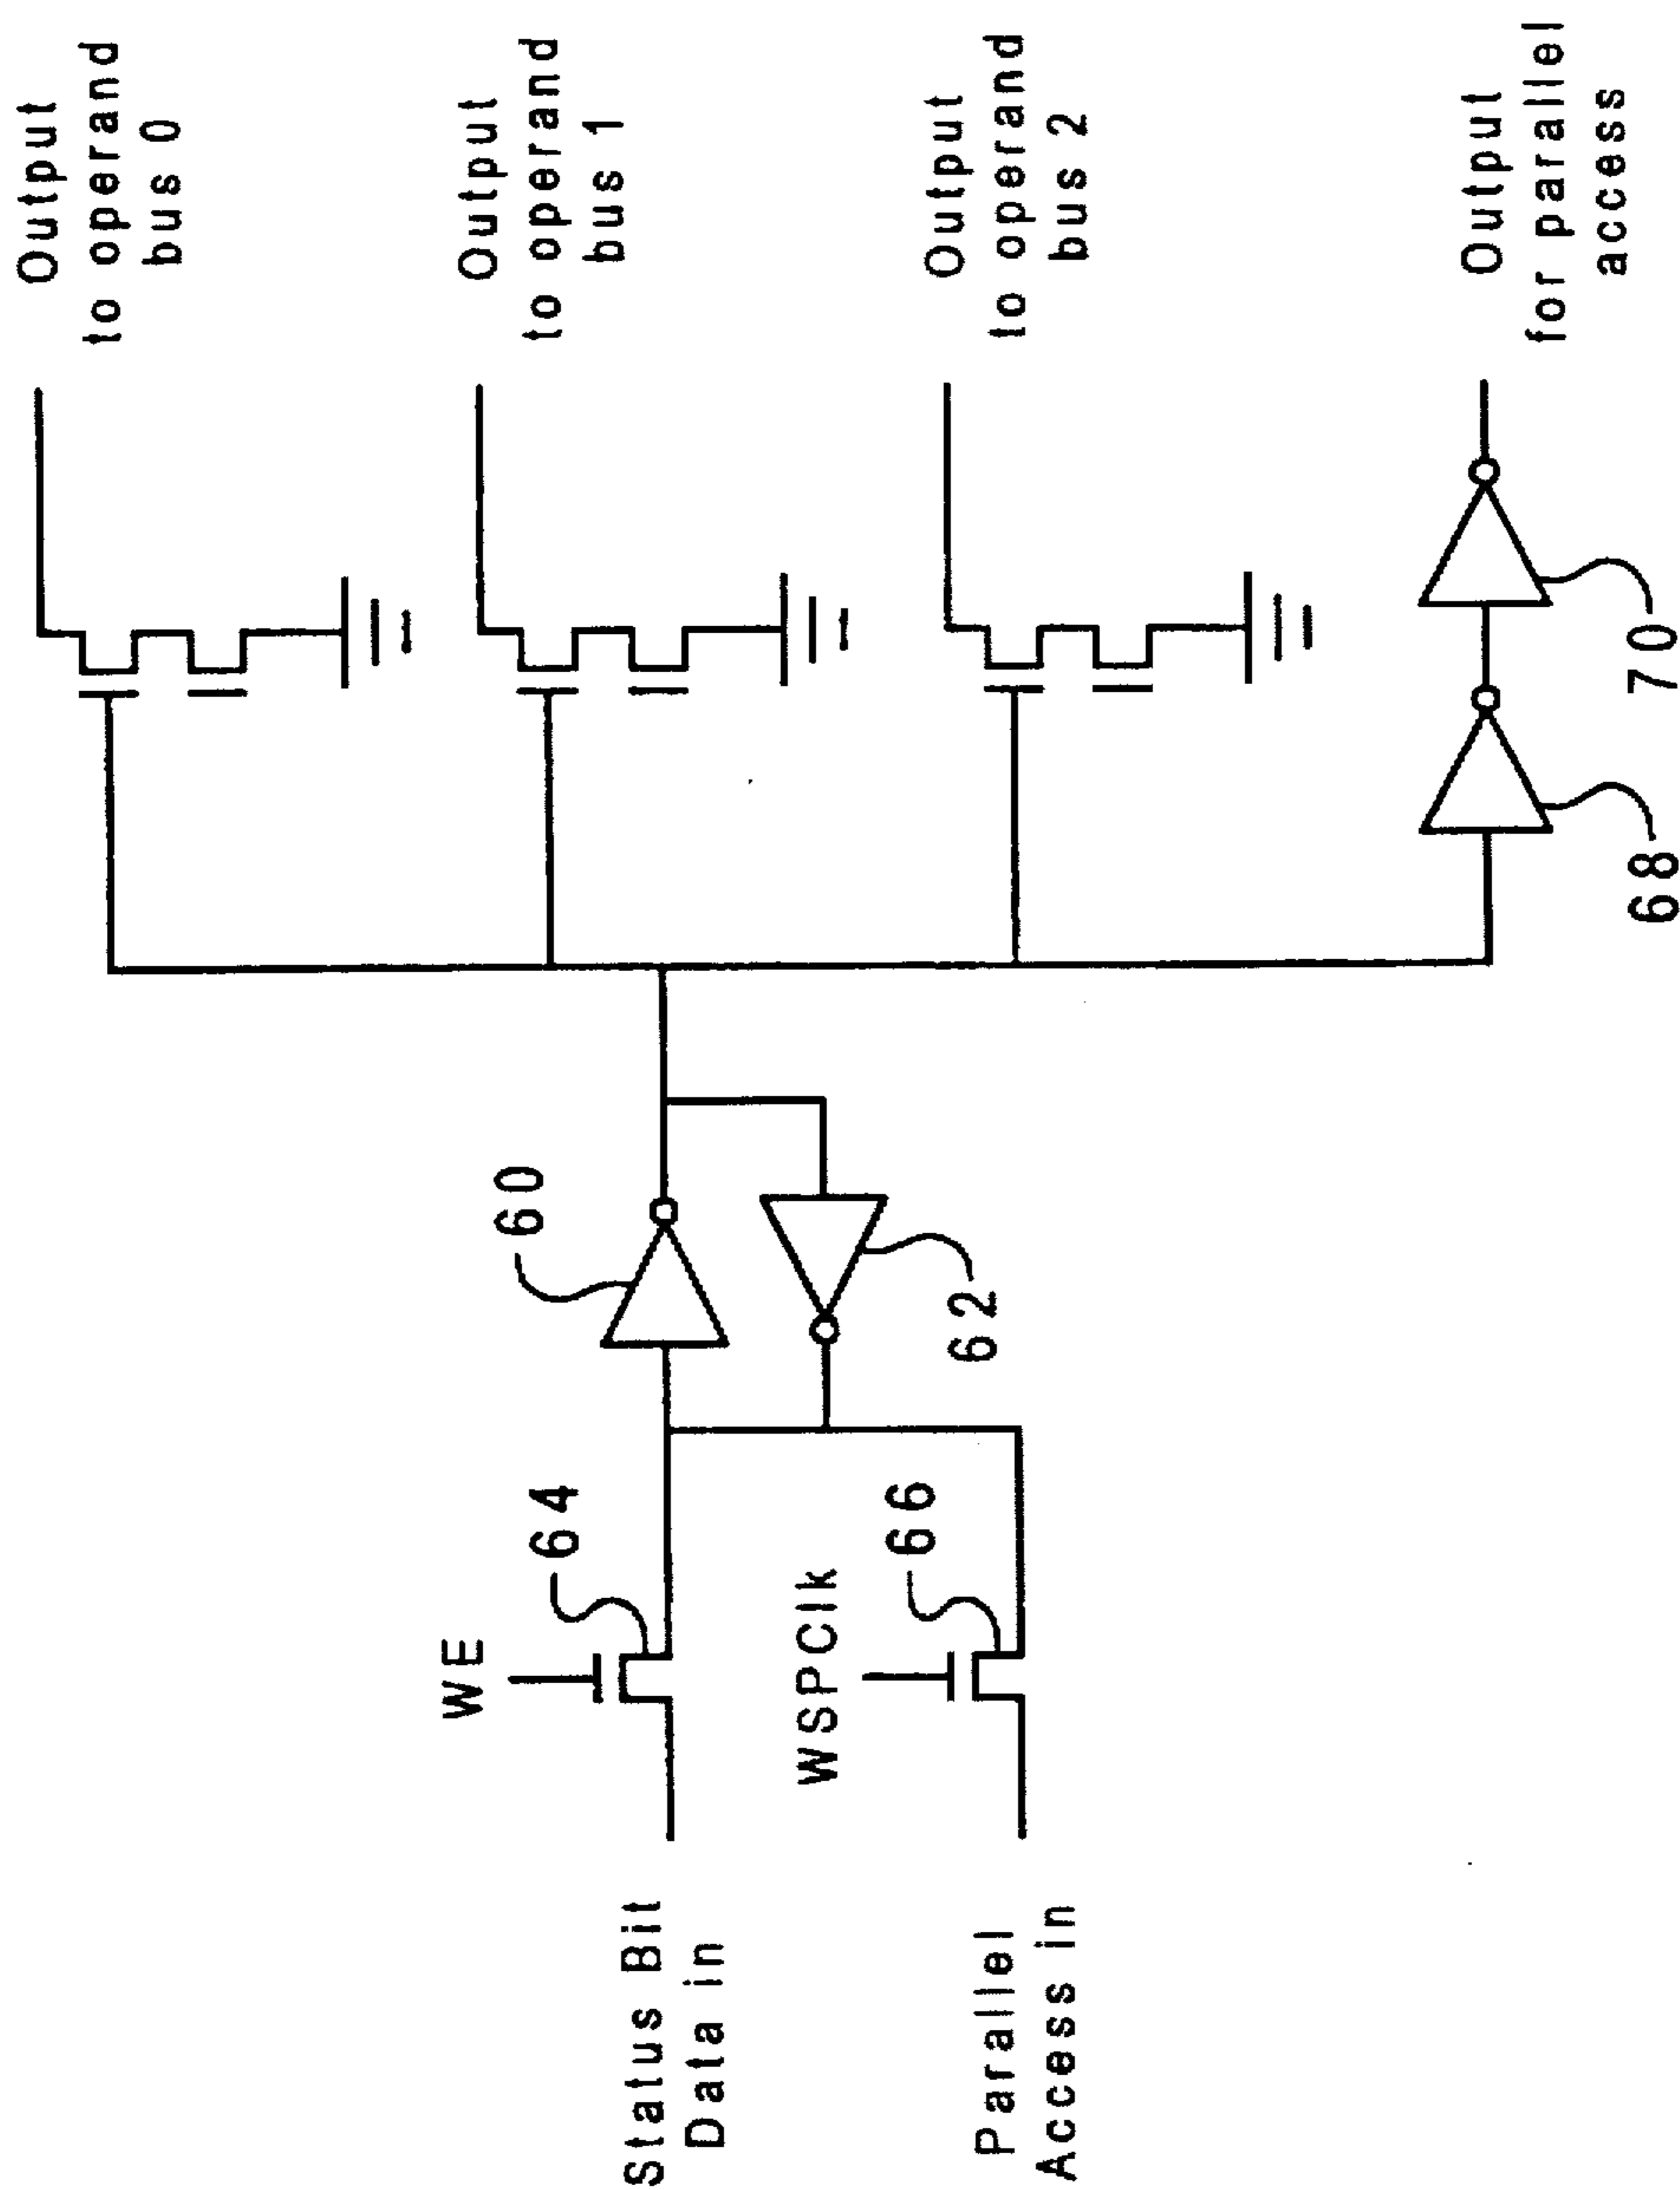 Output
to operand
bus 0
Output
to operand
bus 1
Output
to operand
bus 2
Output
for parallel
access
60
62
64
66
68
70
WE
WSPClk
Status Bit
Data in
Parallel
Access in